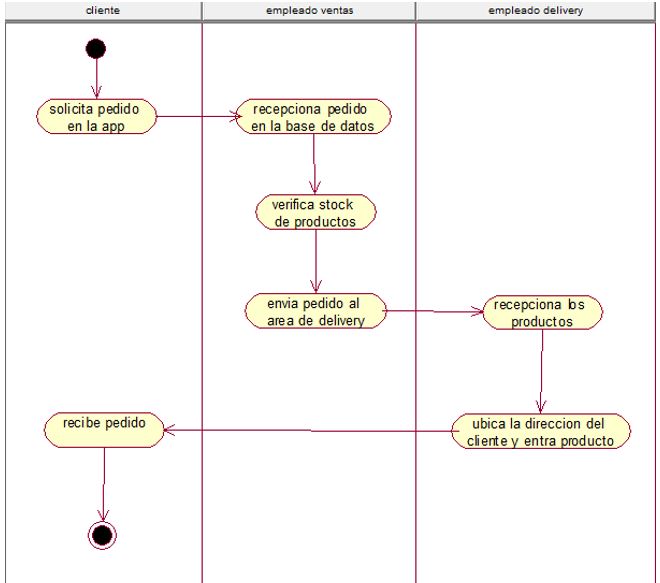 cliente
empleado ventas
empleado delivery
solicita pedido
en la app
recepciona pedido
en la base de datos
verifica stock
de productos
envia pedido al
area de delivery
recepciona los
productos
recibe pedido
ubica la direccion del
cliente y entra producto